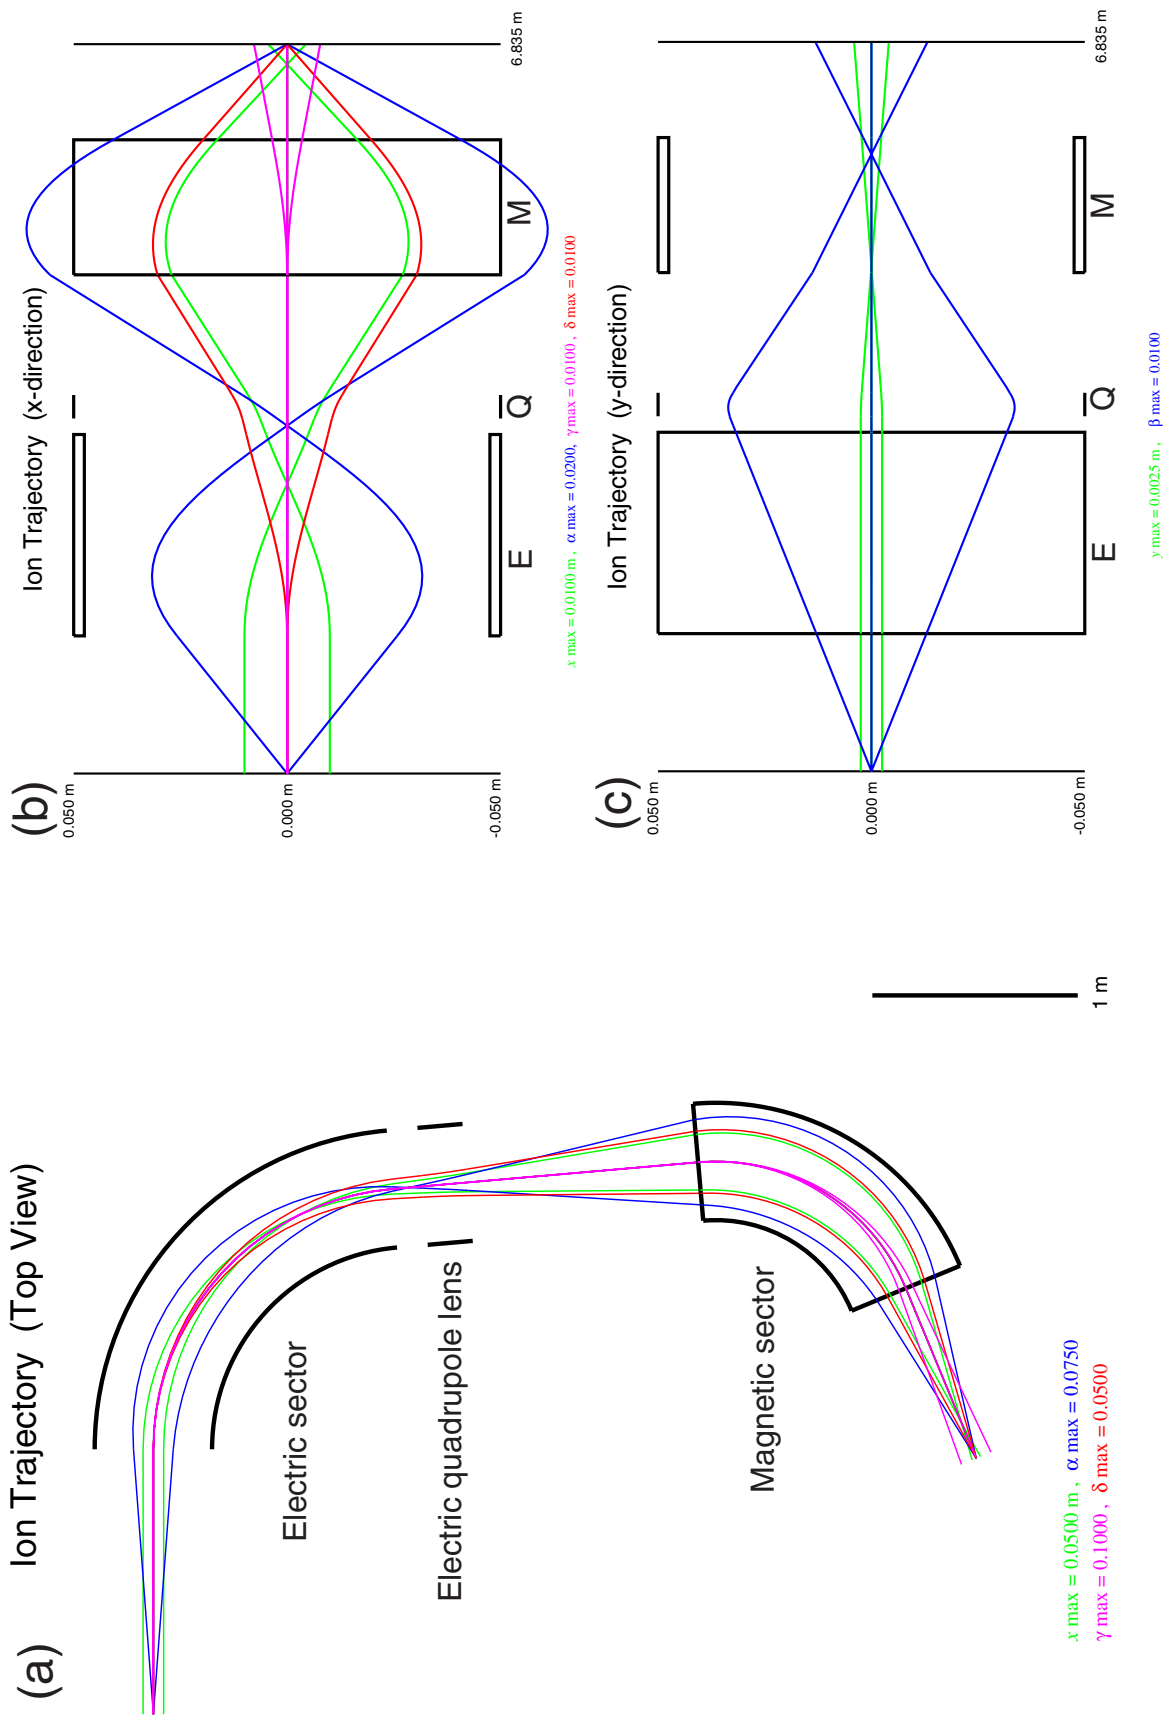 (a)
Ion Trajectory (Top View)
Electric sector
Electric quadrupole lens
Magnetic sector
x max = 0.0500 m , α max = 0.0750
γ max = 0.1000 , δ max = 0.0500
1 m
(b)
Ion Trajectory (x-direction)
0.050 m
0.000 m
-0.050 m
E
Q
M
6.835 m
x max = 0.0100 m , α max = 0.0200, γ max = 0.0100 , δ max = 0.0100
(c)
Ion Trajectory (y-direction)
0.050 m
0.000 m
-0.050 m
E
Q
M
6.835 m
y max = 0.0025 m , β max = 0.0100